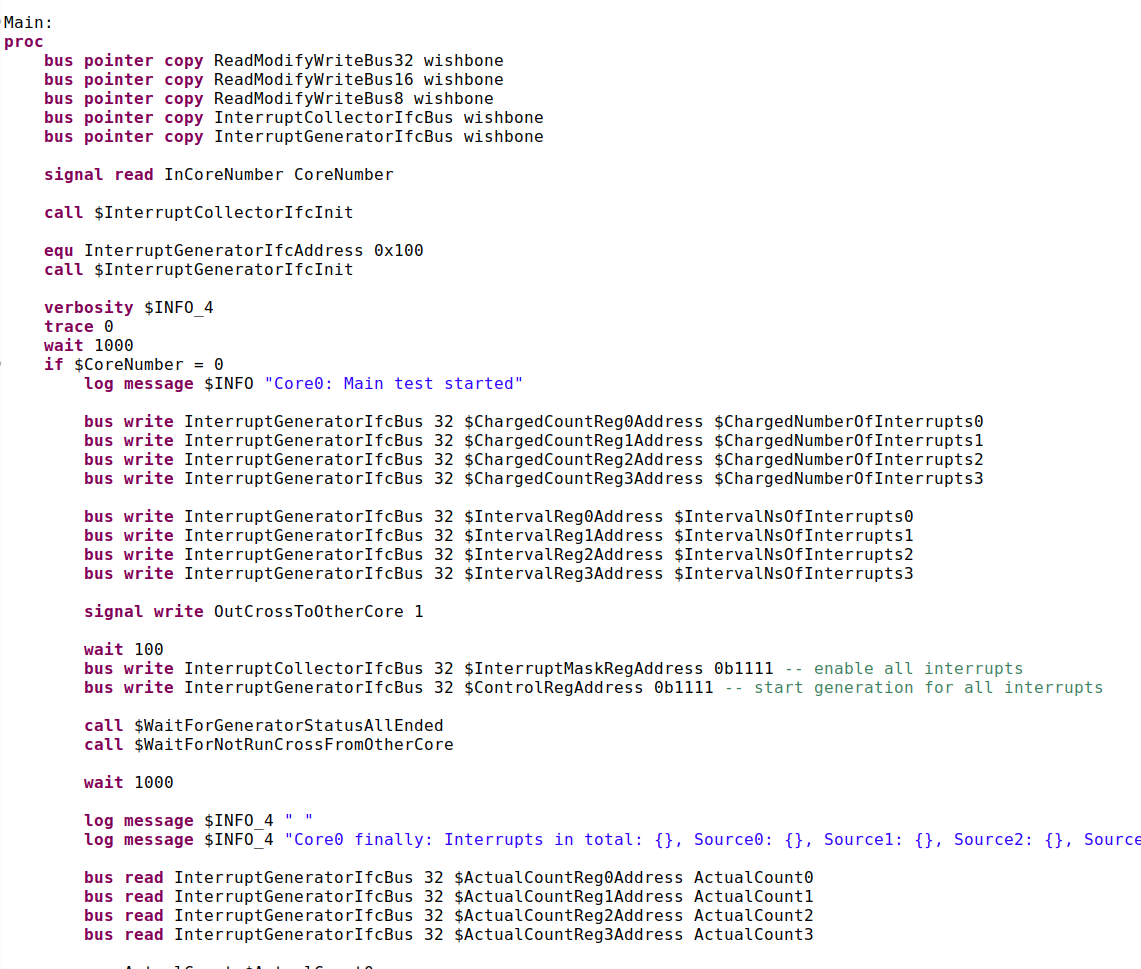 Main:
proc
    bus pointer copy ReadModifyWriteBus32 wishbone
    bus pointer copy ReadModifyWriteBus16 wishbone
    bus pointer copy ReadModifyWriteBus8 wishbone
    bus pointer copy InterruptCollectorIfcBus wishbone
    bus pointer copy InterruptGeneratorIfcBus wishbone

    signal read InCoreNumber CoreNumber

    call $InterruptCollectorIfcInit

    equ InterruptGeneratorIfcAddress 0x100
    call $InterruptGeneratorIfcInit

    verbosity $INFO_4
    trace 0
    wait 1000
    if $CoreNumber = 0
        log message $INFO "Core0: Main test started"

        bus write InterruptGeneratorIfcBus 32 $ChargedCountReg0Address $ChargedNumberOfInterrupts0
        bus write InterruptGeneratorIfcBus 32 $ChargedCountReg1Address $ChargedNumberOfInterrupts1
        bus write InterruptGeneratorIfcBus 32 $ChargedCountReg2Address $ChargedNumberOfInterrupts2
        bus write InterruptGeneratorIfcBus 32 $ChargedCountReg3Address $ChargedNumberOfInterrupts3

        bus write InterruptGeneratorIfcBus 32 $IntervalReg0Address $IntervalNsOfInterrupts0
        bus write InterruptGeneratorIfcBus 32 $IntervalReg1Address $IntervalNsOfInterrupts1
        bus write InterruptGeneratorIfcBus 32 $IntervalReg2Address $IntervalNsOfInterrupts2
        bus write InterruptGeneratorIfcBus 32 $IntervalReg3Address $IntervalNsOfInterrupts3

        signal write OutCrossToOtherCore 1

        wait 100
        bus write InterruptCollectorIfcBus 32 $InterruptMaskRegAddress 0b1111 -- enable all interrupts
        bus write InterruptGeneratorIfcBus 32 $ControlRegAddress 0b1111 -- start generation for all interrupts

        call $WaitForGeneratorStatusAllEnded
        call $WaitForNotRunCrossFromOtherCore

        wait 1000

        log message $INFO_4 " "
        log message $INFO_4 "Core0 finally: Interrupts in total: {}, Source0: {}, Source1: {}, Source2: {}, Source

        bus read InterruptGeneratorIfcBus 32 $ActualCountReg0Address ActualCount0
        bus read InterruptGeneratorIfcBus 32 $ActualCountReg1Address ActualCount1
        bus read InterruptGeneratorIfcBus 32 $ActualCountReg2Address ActualCount2
        bus read InterruptGeneratorIfcBus 32 $ActualCountReg3Address ActualCount3